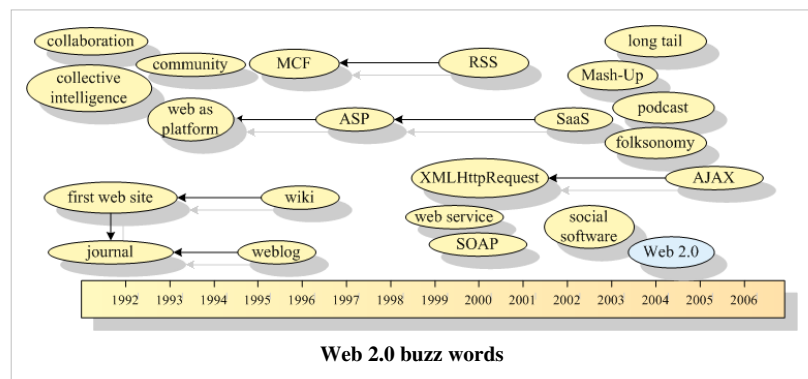 collaboration
long tail
community
MCF
RSS
Mash-Up
collective
intelligence
podcast
web as
platform
ASP
SaaS
folksonomy
XMLHttpRequest
AJAX
first web site
wiki
web service
social
software
SOAP
journal
weblog
Web 2.0
1992 1993 1994 1995 1996 1997 1998 1999 2000 2001 2002 2003 2004 2005 2006
Web 2.0 buzz words